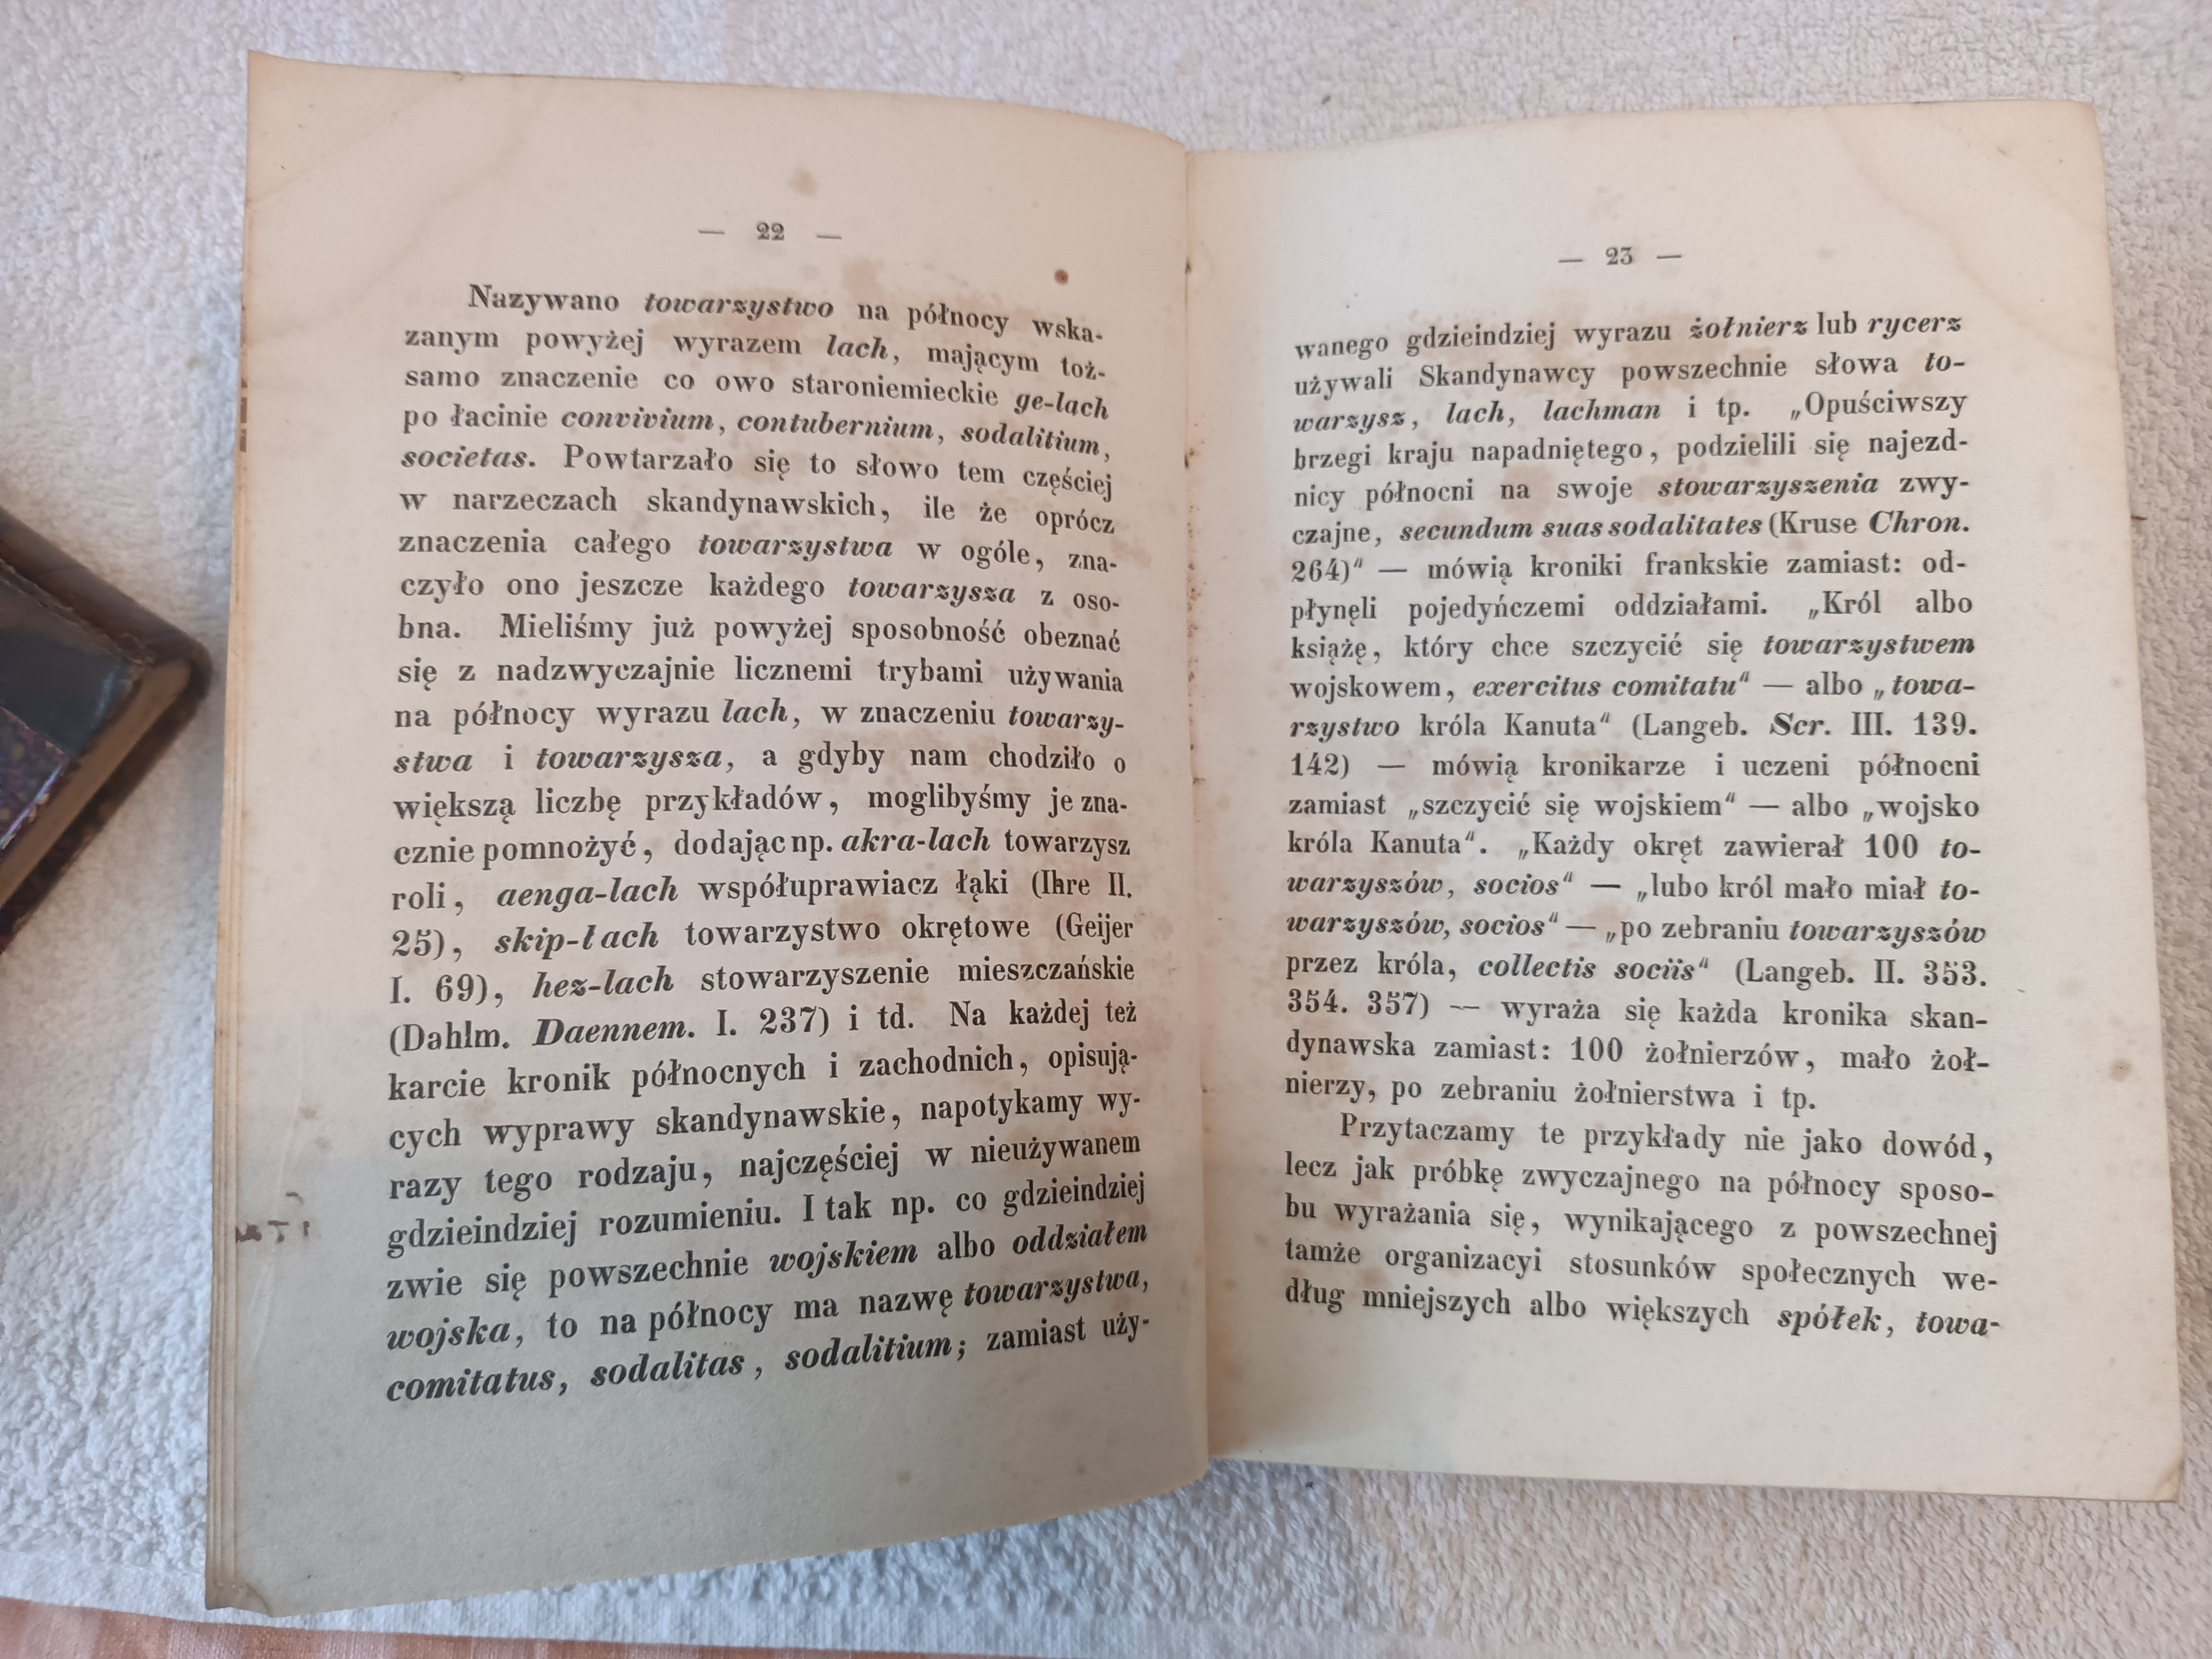 — 22 —
Nazywano towarzystwo na północy wska-
zanym powyżej wyrazem lach, mającym toż-
samo znaczenie co owo staroniemieckie ge-lach
po łacinie convivium, contubernium, sodalitium,
societas. Powtarzało się to słowo tem częściej
w narzeczach skandynawskich, ile że oprócz
znaczenia całego towarzystwa w ogóle, zna-
czyło ono jeszcze każdego towarzysza z oso-
bna. Mieliśmy już powyżej sposobność obeznać
się z nadzwyczajnie licznemi trybami używania
na północy wyrazu lach, w znaczeniu towarzy-
stwa i towarzysza, a gdyby nam chodziło o
większą liczbę przykładów, moglibyśmy je zna-
cznie pomnożyć, dodając np. akra-lach towarzysz
roli, aenga-lach współuprawiacz łąki (Ihre II.
25), skip-lach towarzystwo okrętowe (Geijer
I. 69), hez-lach stowarzyszenie mieszczańskie
(Dahlm. Daennem. I. 237) i td. Na każdej też
karcie kronik północnych i zachodnich, opisują-
cych wyprawy skandynawskie, napotykamy wy-
razy tego rodzaju, najczęściej w nieużywanem
gdzieindziej rozumieniu. I tak np. co gdzieindziej
zwie się powszechnie wojskiem albo oddziałem
wojska, to na północy ma nazwę towarzystwa,
comitatus, sodalitas, sodalitium; zamiast uży-
— 23 —
wanego gdzieindziej wyrazu żołnierz lub rycerz
używali Skandynawcy powszechnie słowa to-
warzysz, lach, lachman i tp. „Opuściwszy
brzegi kraju napadniętego, podzielili się najezd-
nicy północni na swoje stowarzyszenia zwy-
czajne, secundum suas sodalitates (Kruse Chron.
264)“ — mówią kroniki frankskie zamiast: od-
płynęli pojedyńczemi oddziałami. „Król albo
książę, który chce szczycić się towarzystwem
wojskowem, exercitus comitatu“ — albo „towa-
rzystwo króla Kanuta“ (Langeb. Scr. III. 139.
142) — mówią kronikarze i uczeni północni
zamiast „szczycić się wojskiem“ — albo „wojsko
króla Kanuta“. „Każdy okręt zawierał 100 to-
warzyszów, socios“ — „lubo król mało miał to-
warzyszów, socios“ — „po zebraniu towarzyszów
przez króla, collectis sociis“ (Langeb. II. 353.
354. 357) — wyraża się każda kronika skan-
dynawska zamiast: 100 żołnierzów, mało żoł-
nierzy, po zebraniu żołnierstwa i tp.
Przytaczamy te przykłady nie jako dowód,
lecz jak próbkę zwyczajnego na północy sposo-
bu wyrażania się, wynikającego z powszechnej
tamże organizacyi stosunków społecznych we-
dług mniejszych albo większych spółek, towa-